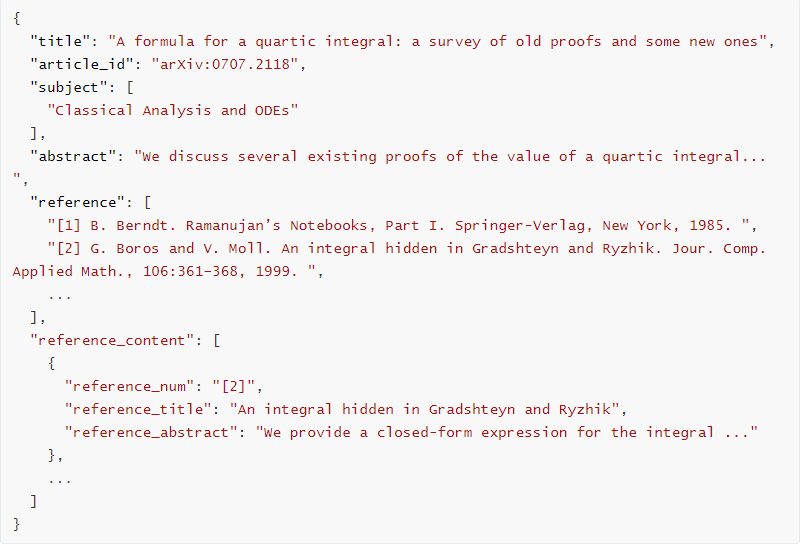 {
  "title": "A formula for a quartic integral: a survey of old proofs and some new ones",
  "article_id": "arXiv:0707.2118",
  "subject": [
    "Classical Analysis and ODEs"
  ],
  "abstract": "We discuss several existing proofs of the value of a quartic integral...
",
  "reference": [
    "[1] B. Berndt. Ramanujan’s Notebooks, Part I. Springer-Verlag, New York, 1985. ",
    "[2] G. Boros and V. Moll. An integral hidden in Gradshteyn and Ryzhik. Jour. Comp.
Applied Math., 106:361–368, 1999. ",
    ...
  ],
  "reference_content": [
    {
      "reference_num": "[2]",
      "reference_title": "An integral hidden in Gradshteyn and Ryzhik",
      "reference_abstract": "We provide a closed-form expression for the integral ..."
    },
    ...
  ]
}